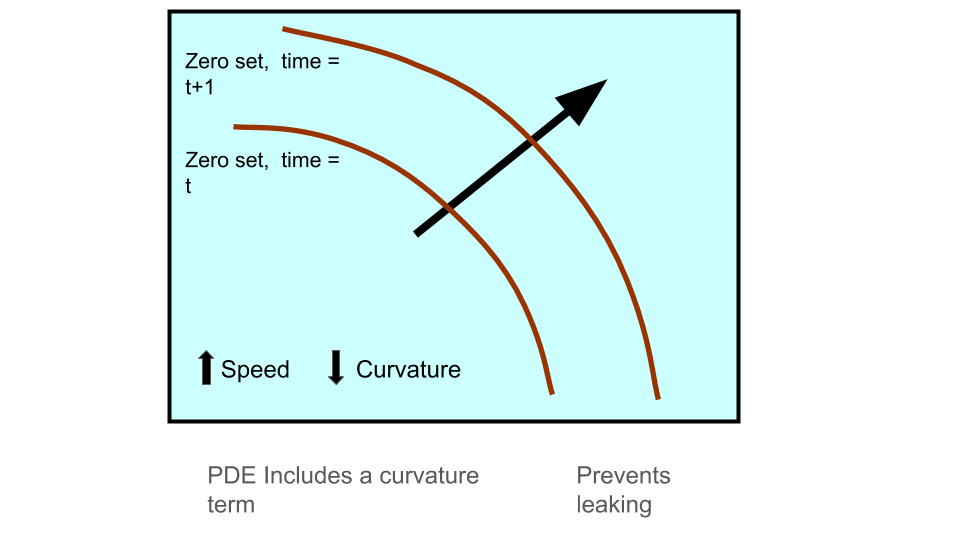 Zero set,  time =
t+1
Zero set,  time =
t
Speed
Curvature
PDE Includes a curvature
term
Prevents
leaking